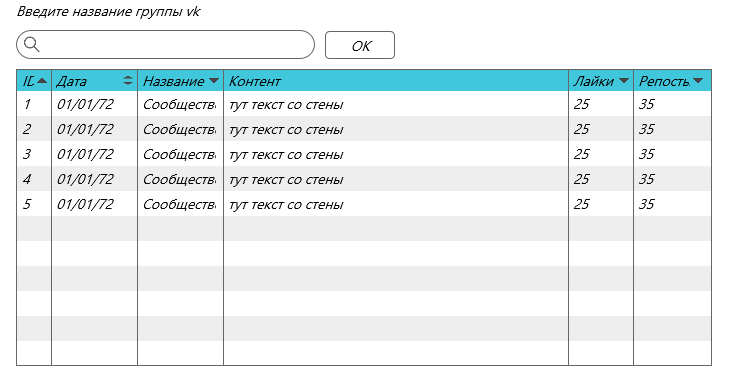 Введите название группы vk
OK
ID Дата Название Контент Лайки Репосты
1 01/01/72 Сообществ тут текст со стены 25 35
2 01/01/72 Сообществ тут текст со стены 25 35
3 01/01/72 Сообществ тут текст со стены 25 35
4 01/01/72 Сообществ тут текст со стены 25 35
5 01/01/72 Сообществ тут текст со стены 25 35